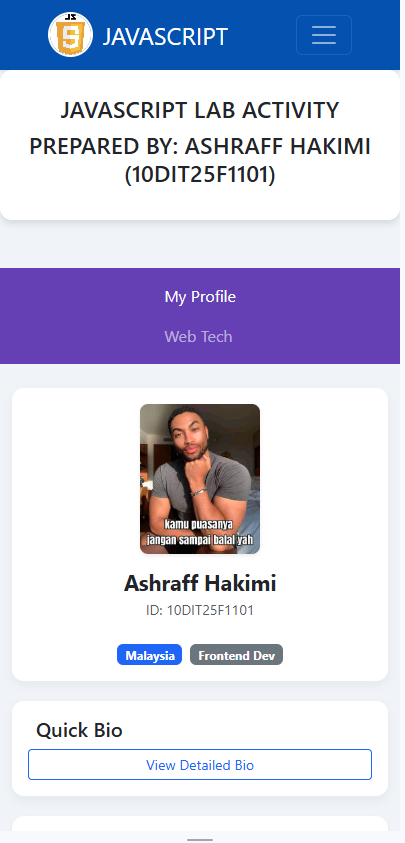 JS
JAVASCRIPT
JAVASCRIPT LAB ACTIVITY
PREPARED BY: ASHRAFF HAKIMI
(10DIT25F1101)
My Profile
Web Tech
kamu puasanya
jangan sampai batal yah
Ashraff Hakimi
ID: 10DIT25F1101
Malaysia
Frontend Dev
Quick Bio
View Detailed Bio